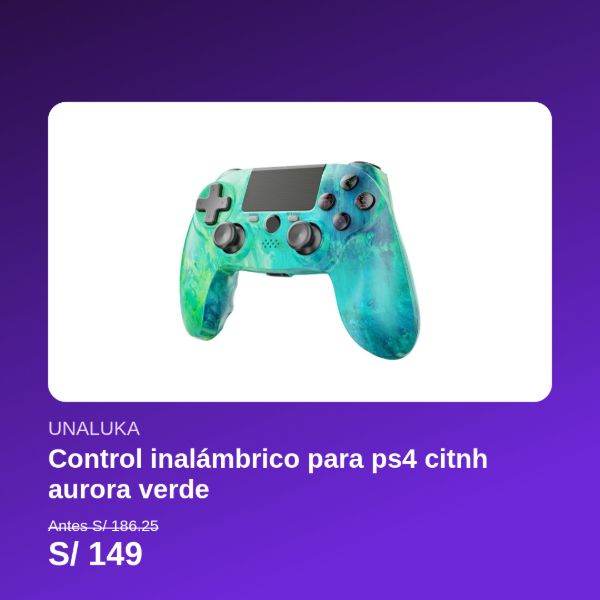 UNALUKA
Control inalámbrico para ps4 citnh
aurora verde
Antes S/ 186.25
S/ 149